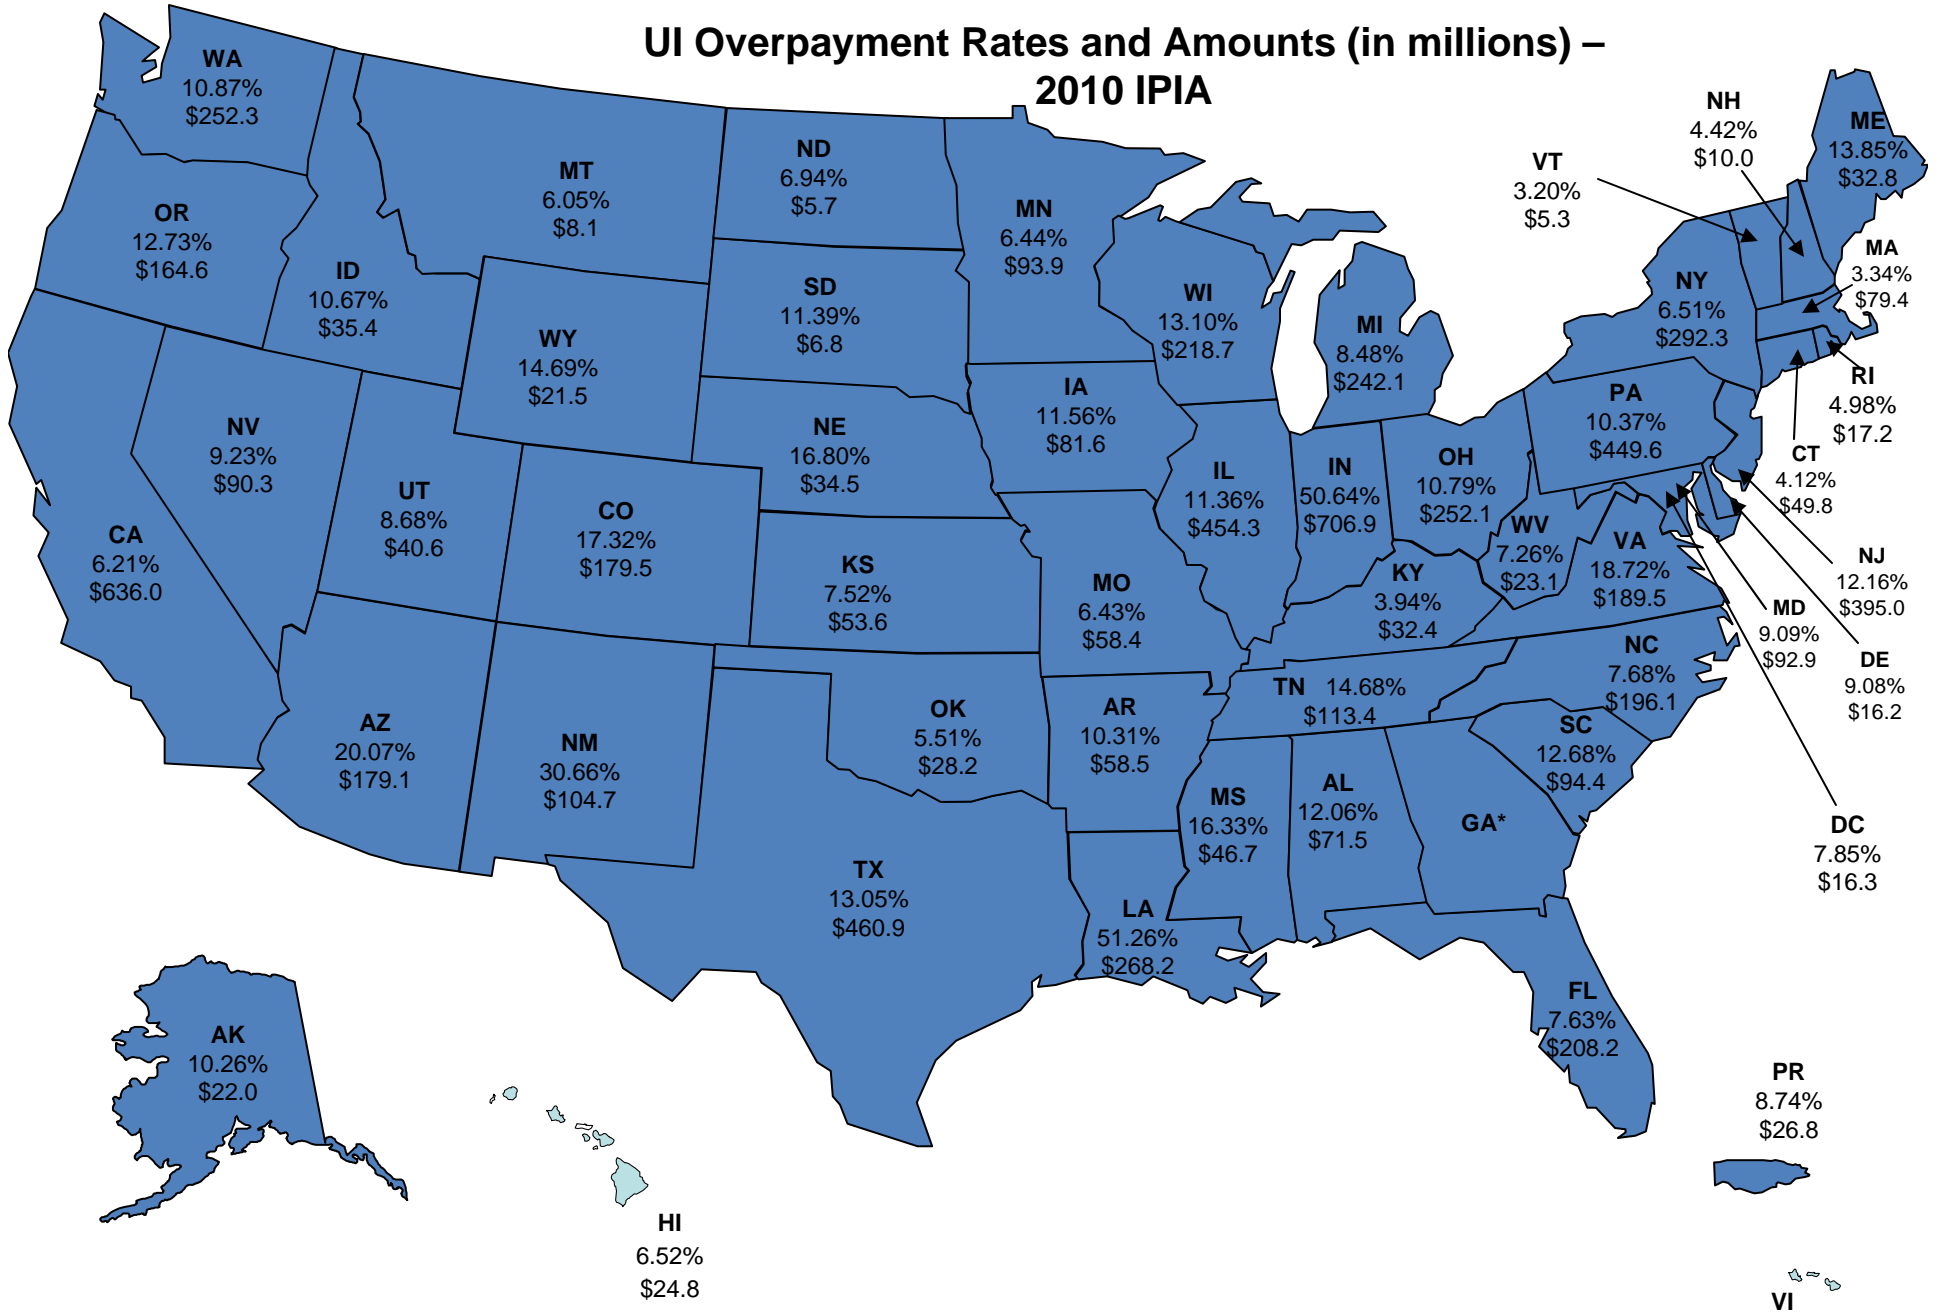 UI Overpayment Rates and Amounts (in millions) –
2010 IPIA
WA
10.87%
$252.3
OR
12.73%
$164.6
CA
6.21%
$636.0
ID
10.67%
$35.4
NV
9.23%
$90.3
MT
6.05%
$8.1
WY
14.69%
$21.5
UT
8.68%
$40.6
CO
17.32%
$179.5
AZ
20.07%
$179.1
NM
30.66%
$104.7
ND
6.94%
$5.7
SD
11.39%
$6.8
NE
16.80%
$34.5
KS
7.52%
$53.6
OK
5.51%
$28.2
TX
13.05%
$460.9
MN
6.44%
$93.9
IA
11.56%
$81.6
MO
6.43%
$58.4
AR
10.31%
$58.5
LA
51.26%
$268.2
WI
13.10%
$218.7
IL
11.36%
$454.3
MI
8.48%
$242.1
IN
50.64%
$706.9
OH
10.79%
$252.1
KY
3.94%
$32.4
TN 14.68%
$113.4
MS
16.33%
$46.7
AL
12.06%
$71.5
GA*
FL
7.63%
$208.2
SC
12.68%
$94.4
NC
7.68%
$196.1
VA
18.72%
$189.5
WV
7.26%
$23.1
PA
10.37%
$449.6
NY
6.51%
$292.3
VT
3.20%
$5.3
NH
4.42%
$10.0
ME
13.85%
$32.8
MA
3.34%
$79.4
RI
4.98%
$17.2
CT
4.12%
$49.8
NJ
12.16%
$395.0
MD
9.09%
$92.9
DE
9.08%
$16.2
DC
7.85%
$16.3
AK
10.26%
$22.0
HI
6.52%
$24.8
PR
8.74%
$26.8
VI